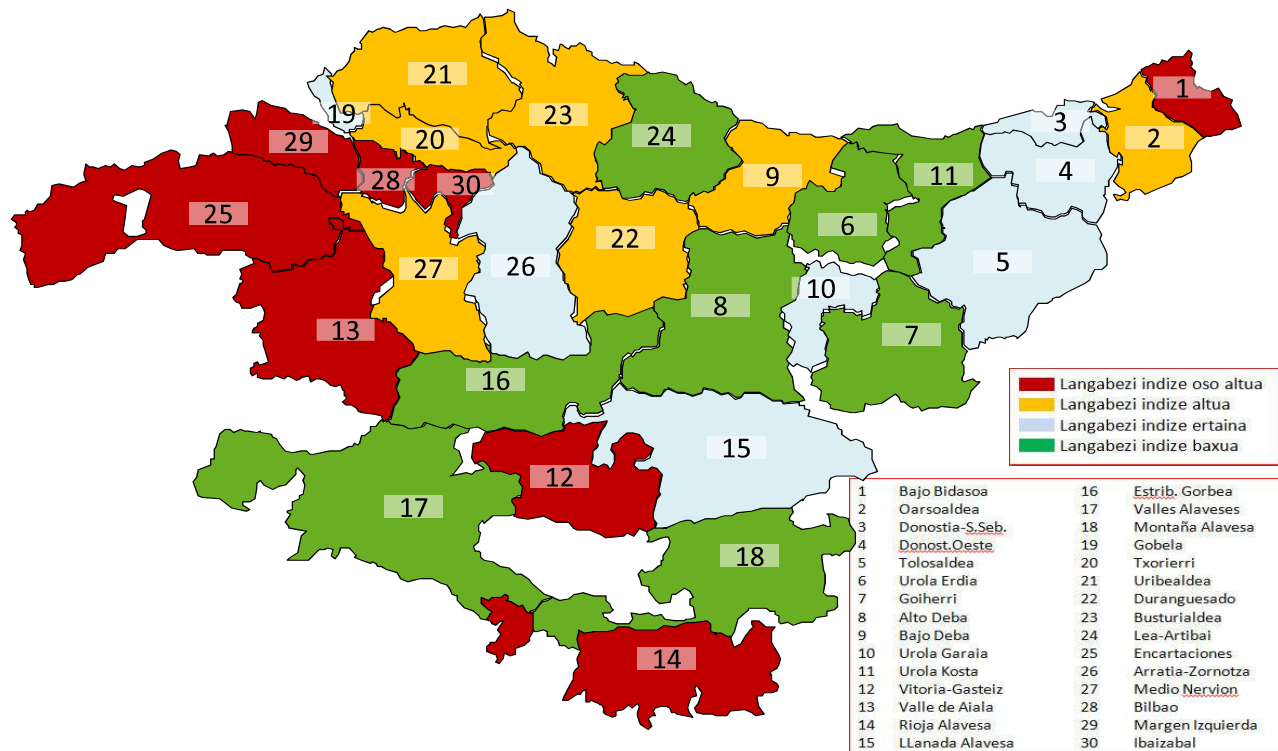 21
1
19
20
23
24
3
2
29
28
30
9
11
4
25
27
26
22
6
5
10
8
13
7
16
15
12
17
18
14
Langabezi indize oso altua
Langabezi indize altua
Langabezi indize ertaina
Langabezi indize baxua
1 Bajo Bidasoa 16 Estrib. Gorbea
2 Oarsoaldea 17 Valles Alaveses
3 Donostia-S.Seb. 18 Montaña Alavesa
4 Donost.Oeste 19 Gobela
5 Tolosaldea 20 Txorierri
6 Urola Erdia 21 Uribealdea
7 Goiherri 22 Duranguesado
8 Alto Deba 23 Busturialdea
9 Bajo Deba 24 Lea-Artibai
10 Urola Garaia 25 Encartaciones
11 Urola Kosta 26 Arratia-Zornotza
12 Vitoria-Gasteiz 27 Medio Nervion
13 Valle de Aiala 28 Bilbao
14 Rioja Alavesa 29 Margen Izquierda
15 LLanada Alavesa 30 Ibaizabal